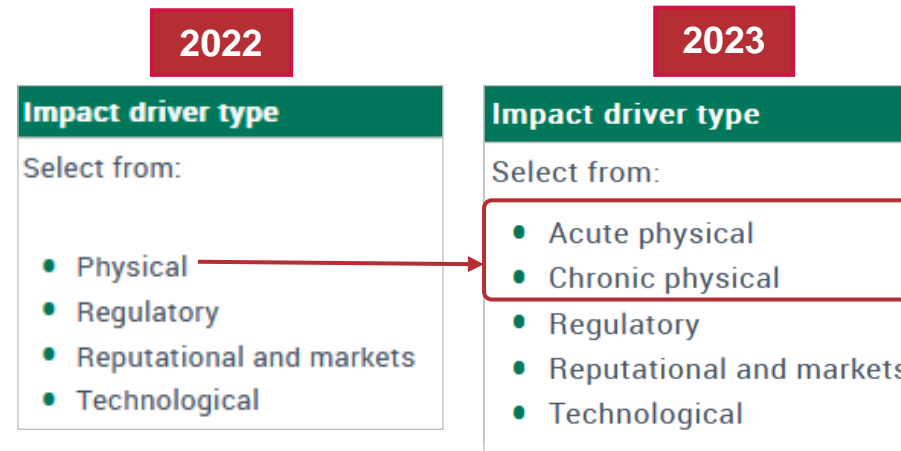 2022
Impact driver type
Select from:
• Physical
• Regulatory
• Reputational and markets
• Technological
2023
Impact driver type
Select from:
• Acute physical
• Chronic physical
• Regulatory
• Reputational and markets
• Technological